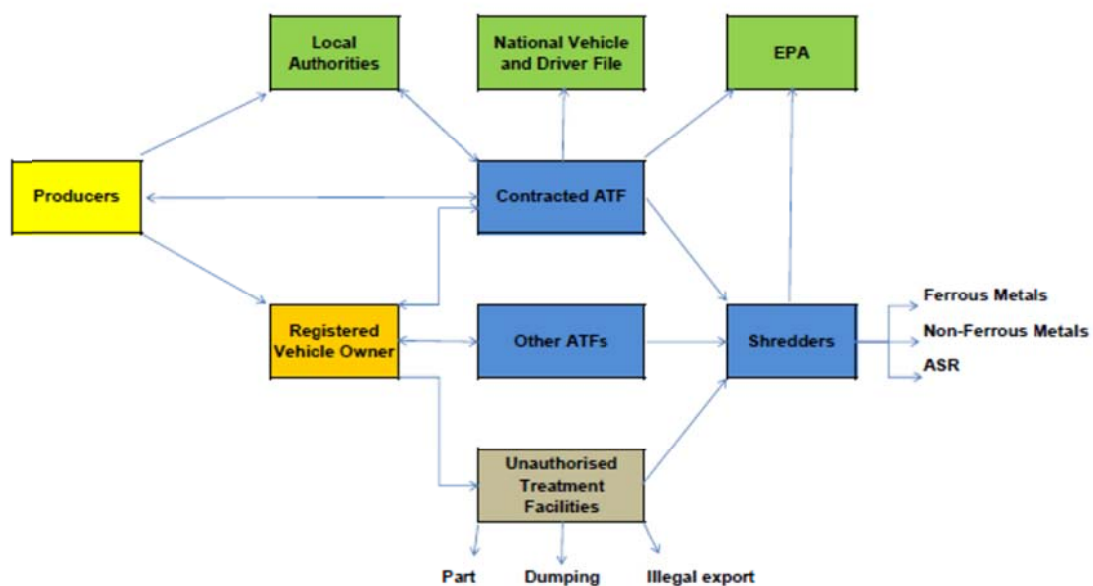 Local
Authorities
National Vehicle
and Driver File
EPA
Producers
Contracted ATF
Registered
Vehicle Owner
Other ATFs
Shredders
Ferrous Metals
Non-Ferrous Metals
ASR
Unauthorised
Treatment
Facilities
Part
Dumping
Illegal export